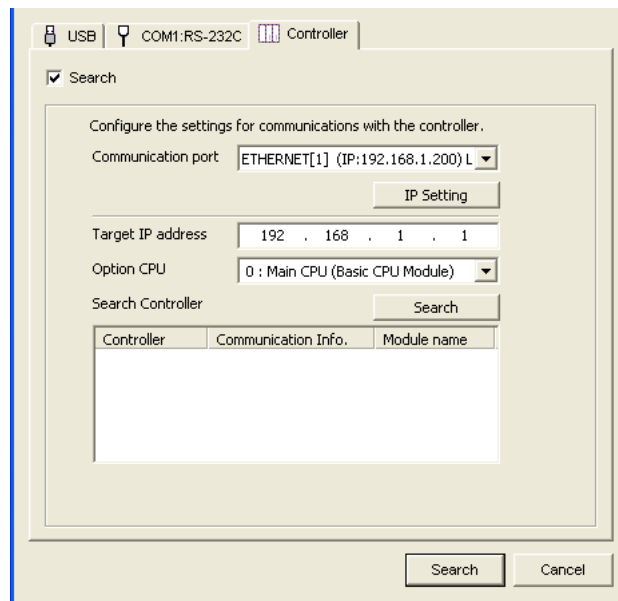 USB COM1:RS-232C Controller
Search
Configure the settings for communications with the controller.
Communication port ETHERNET[1] (IP:192.168.1.200) L
IP Setting
Target IP address 192 . 168 . 1 . 1
Option CPU 0 : Main CPU (Basic CPU Module)
Search Controller Search
Controller Communication Info. Module name
Search Cancel